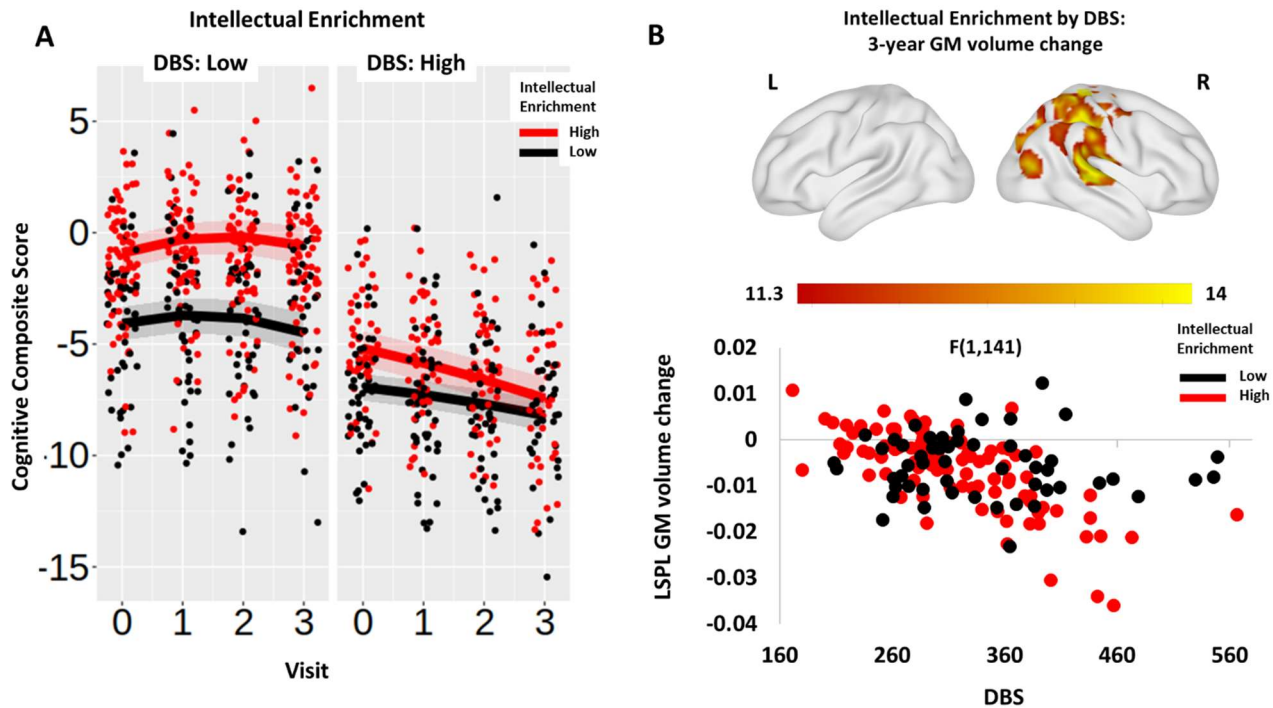 Intellectual Enrichment
A
DBS: Low
DBS: High
Intellectual
Enrichment
High
Low
5
0
-5
-10
-15
Cognitive Composite Score
0 1 2 3
0 1 2 3
Visit
B
Intellectual Enrichment by DBS:
3-year GM volume change
L
R
11.3
14
F(1,141)
Intellectual
Enrichment
Low
High
0.02
0.01
0
-0.01
-0.02
-0.03
-0.04
LSPL GM volume change
160 260 360 460 560
DBS